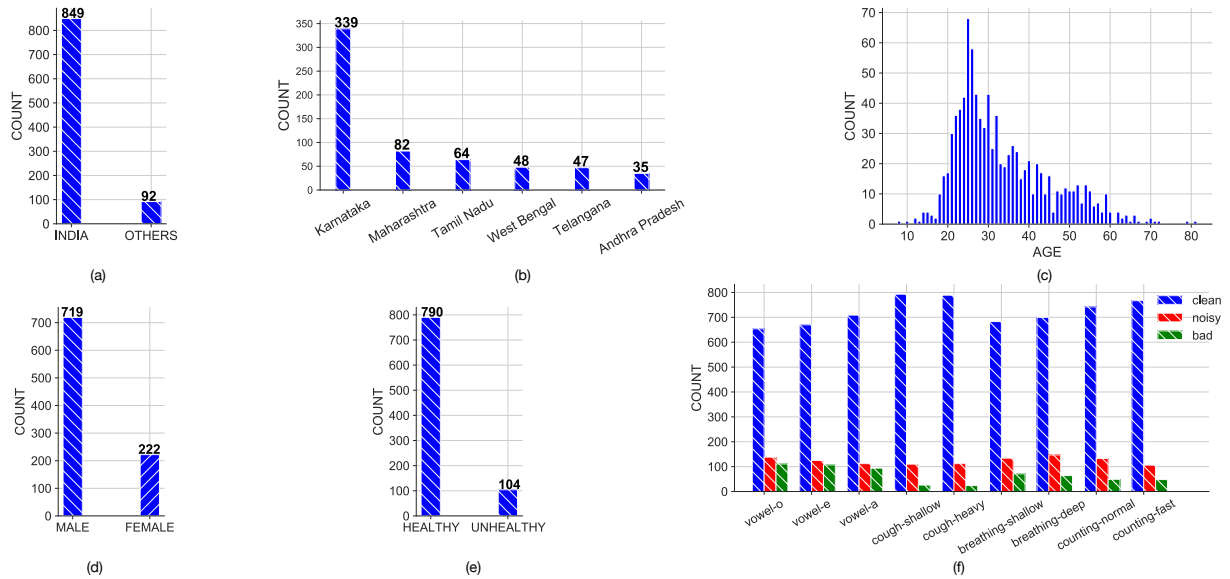 849
800
700
600
500
400
300
200
100
0
COUNT
92
INDIA OTHERS
(a)
350
300
250
200
150
100
50
0
COUNT
339
82
64
48
47
35
Karnataka
Maharashtra
Tamil Nadu
West Bengal
Telangana
Andhra Pradesh
(b)
70
60
50
40
30
20
10
0
COUNT
10 20 30 40 50 60 70 80
AGE
(c)
719
700
600
500
400
300
200
100
0
COUNT
222
MALE FEMALE
(d)
790
800
700
600
500
400
300
200
100
0
COUNT
104
HEALTHY UNHEALTHY
(e)
800
700
600
500
400
300
200
100
0
COUNT
clean
noisy
bad
vowel-o
vowel-e
vowel-a
cough-shallow
cough-heavy
breathing-shallow
breathing-deep
counting-normal
counting-fast
(f)